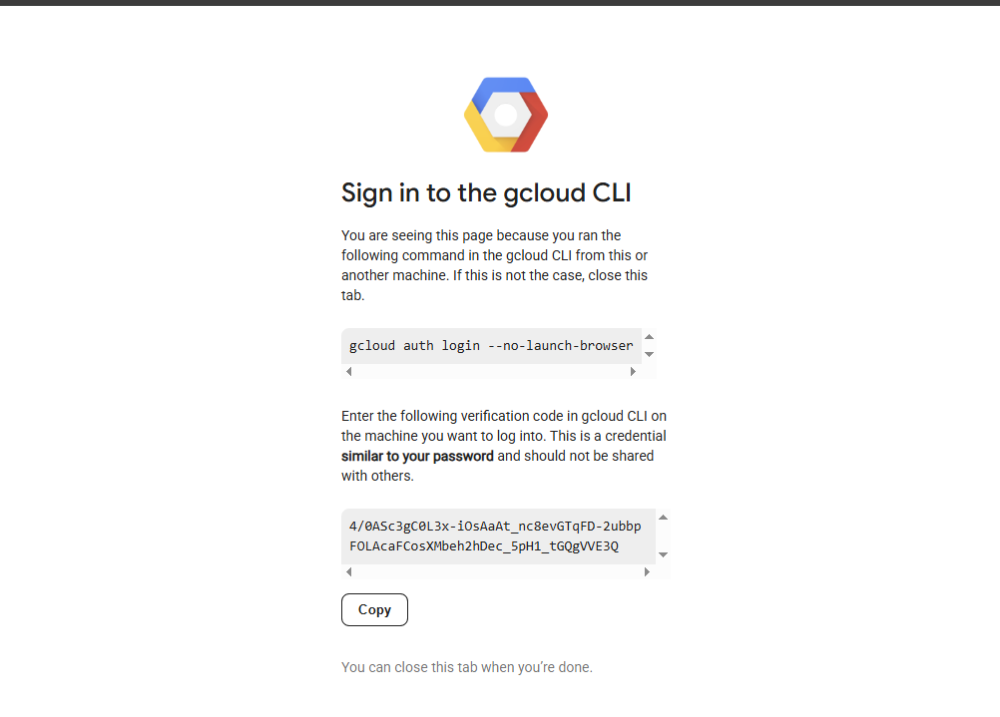 Sign in to the gcloud CLI
You are seeing this page because you ran the
following command in the gcloud CLI from this or
another machine. If this is not the case, close this
tab.
gcloud auth login --no-launch-browser
Enter the following verification code in gcloud CLI on
the machine you want to log into. This is a credential
similar to your password and should not be shared
with others.
4/0ASc3gC0L3x-iOsAaAt_nc8evGTqFD-2ubbp
FOLAcaFCosXMbeh2hDec_5pH1_tGQgVVE3Q
Copy
You can close this tab when you’re done.